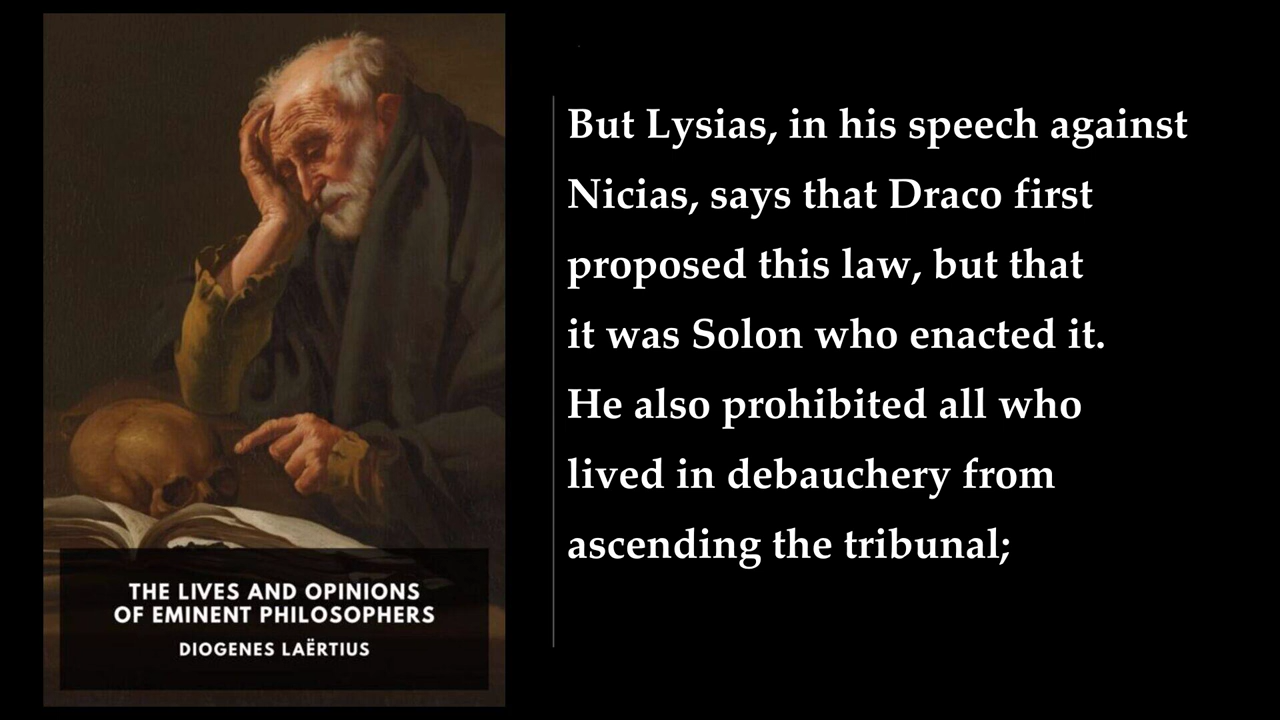 THE LIVES AND OPINIONS
OF EMINENT PHILOSOPHERS
DIOGENES LAËRTIUS
But Lysias, in his speech against
Nicias, says that Draco first
proposed this law, but that
it was Solon who enacted it.
He also prohibited all who
lived in debauchery from
ascending the tribunal;